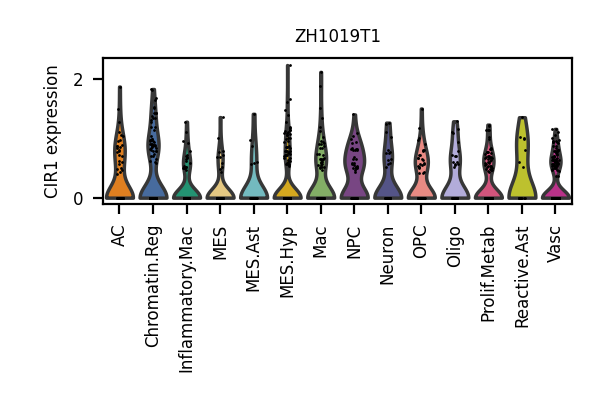 ZH1019T1
CIR1 expression
2
0
AC
Chromatin.Reg
Inflammatory.Mac
MES
MES.Ast
MES.Hyp
Mac
NPC
Neuron
OPC
Oligo
Prolif.Metab
Reactive.Ast
Vasc